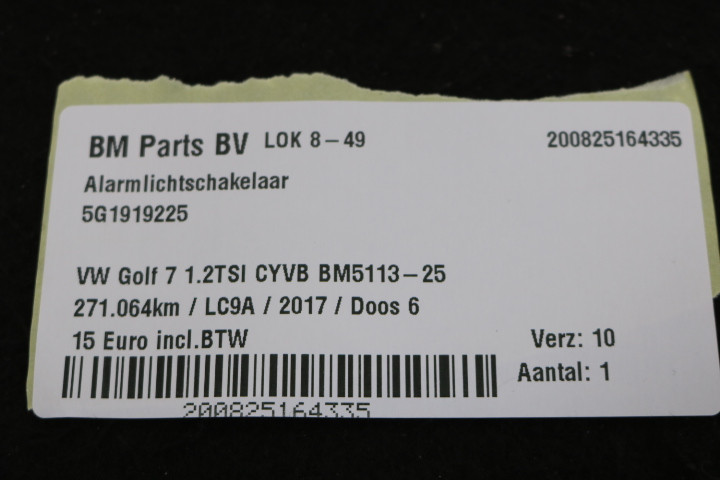 BM Parts BV LOK 8-49 200825164335
Alarmlichtschakelaar
5G1919225
VW Golf 7 1.2TSI CYVB BM5113-25
271.064km / LC9A / 2017 / Doos 6
15 Euro incl.BTW Verz: 10
Aantal: 1
200825164335